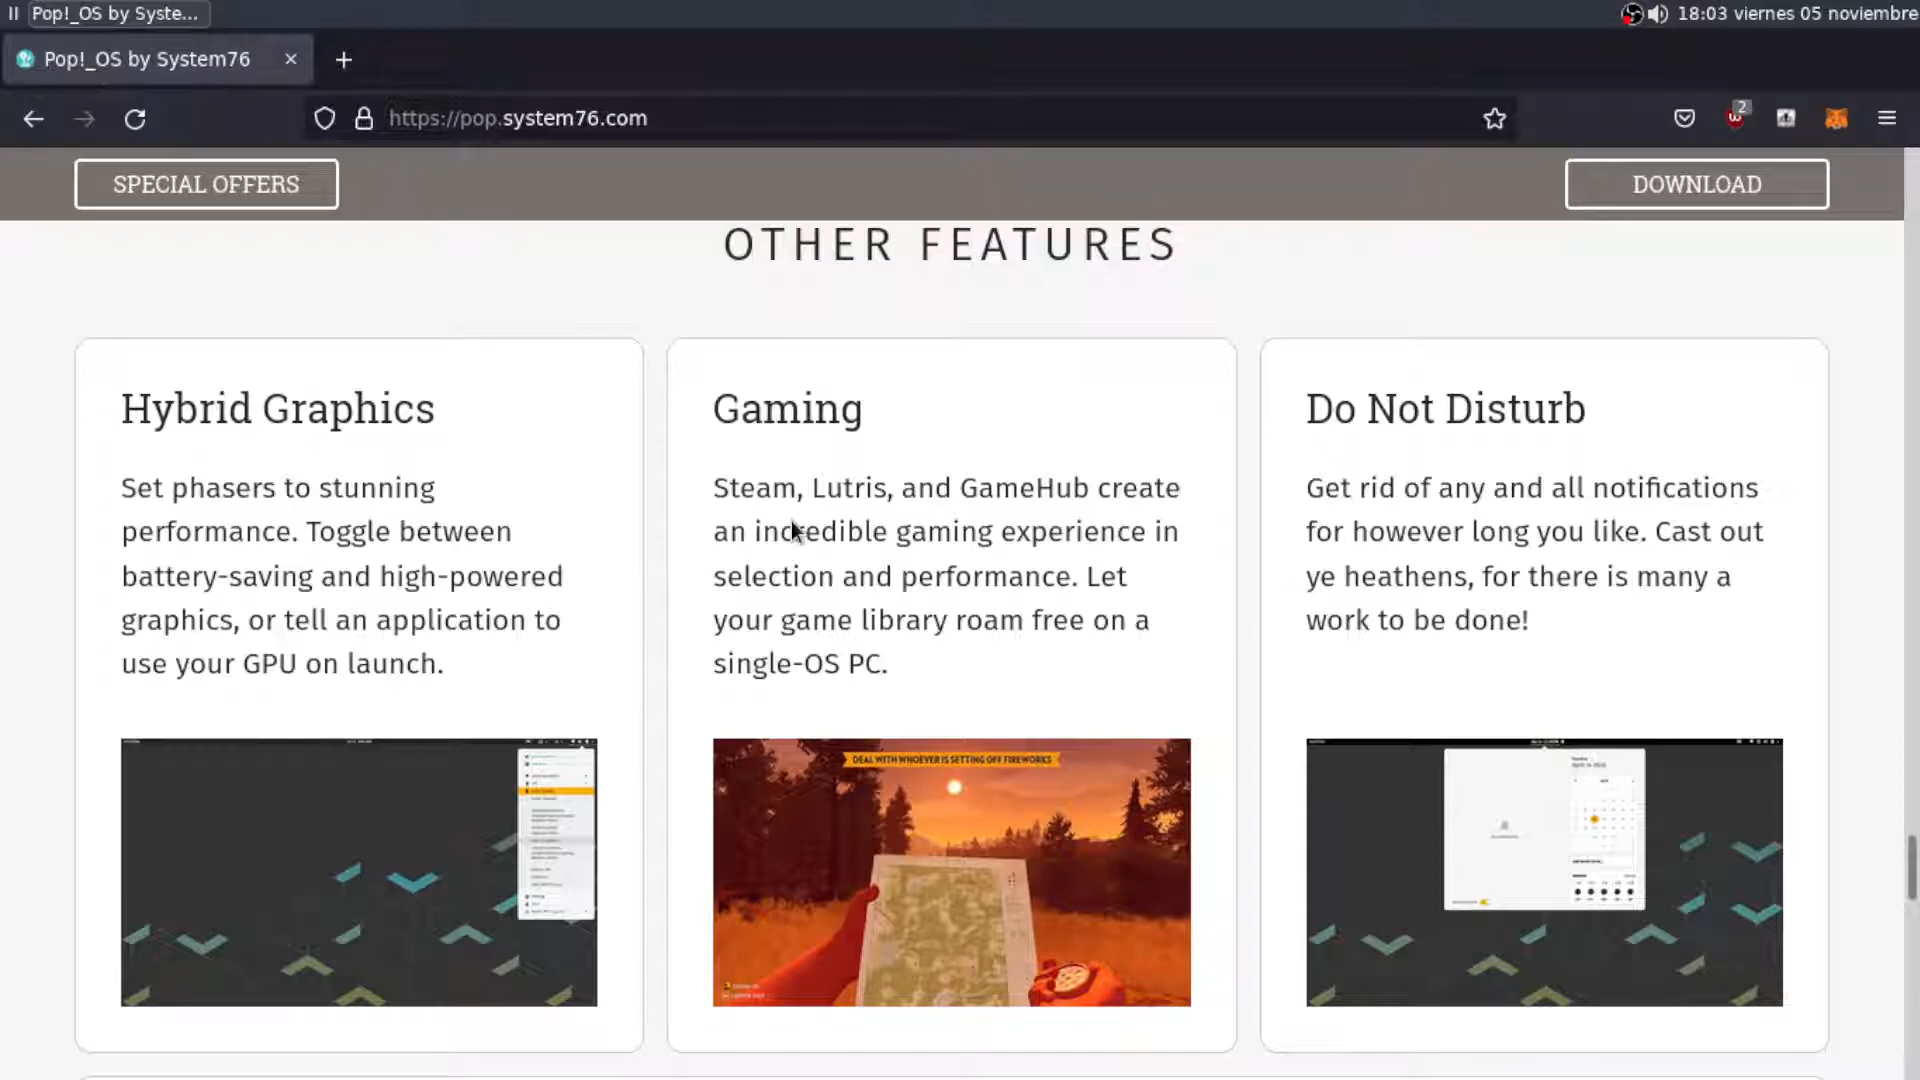 Pop!_OS by Syste...
18:03 viernes 05 noviembre
Pop!_OS by System76
https://pop.system76.com
2
SPECIAL OFFERS
DOWNLOAD
OTHER FEATURES
Hybrid Graphics
Set phasers to stunning
performance. Toggle between
battery-saving and high-powered
graphics, or tell an application to
use your GPU on launch.
Gaming
Steam, Lutris, and GameHub create
an incredible gaming experience in
selection and performance. Let
your game library roam free on a
single-OS PC.
DEAL WITH WHOEVER IS SETTING OFF FIREWORKS
Do Not Disturb
Get rid of any and all notifications
for however long you like. Cast out
ye heathens, for there is many a
work to be done!